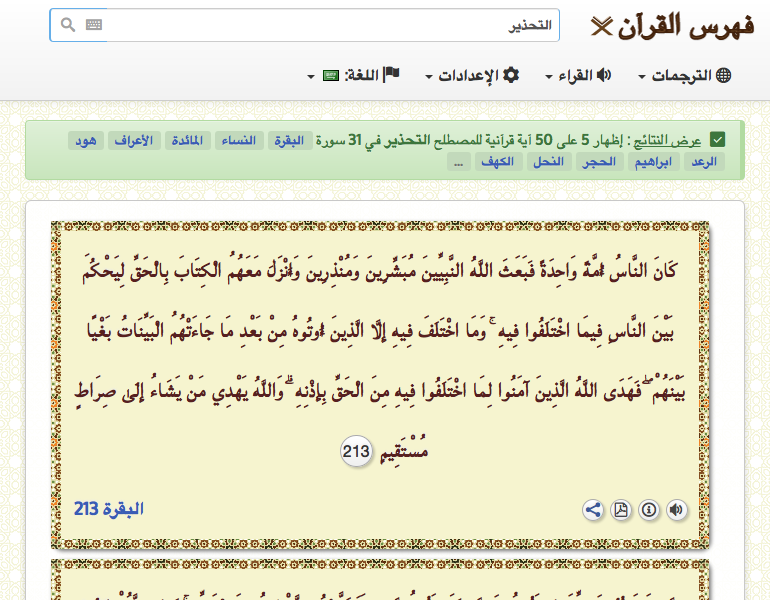 فهرس القرآن
التحذير
الترجمات
القراء
الإعدادات
اللغة:
عرض النتائج : إظهار 5 على 50 آية قرآنية للمصطلح التحذير في 31 سورة البقرة النساء المائدة الأعراف هود
الرعد ابراهيم الحجر النحل الكهف ...
كَانَ النَّاسُ أُمَّةً وَاحِدَةً فَبَعَثَ اللَّهُ النَّبِيِّينَ مُبَشِّرِينَ وَمُنْذِرِينَ وَأَنْزَلَ مَعَهُمُ الْكِتَابَ بِالْحَقِّ لِيَحْكُمَ
بَيْنَ النَّاسِ فِيمَا اخْتَلَفُوا فِيهِ ۚ وَمَا اخْتَلَفَ فِيهِ إِلَّا الَّذِينَ أُوتُوهُ مِنْ بَعْدِ مَا جَاءَتْهُمُ الْبَيِّنَاتُ بَغْيًا
بَيْنَهُمْ ۖ فَهَدَى اللَّهُ الَّذِينَ آمَنُوا لِمَا اخْتَلَفُوا فِيهِ مِنَ الْحَقِّ بِإِذْنِهِ ۗ وَاللَّهُ يَهْدِي مَنْ يَشَاءُ إِلَىٰ صِرَاطٍ
مُسْتَقِيمٍ 213
البقرة 213